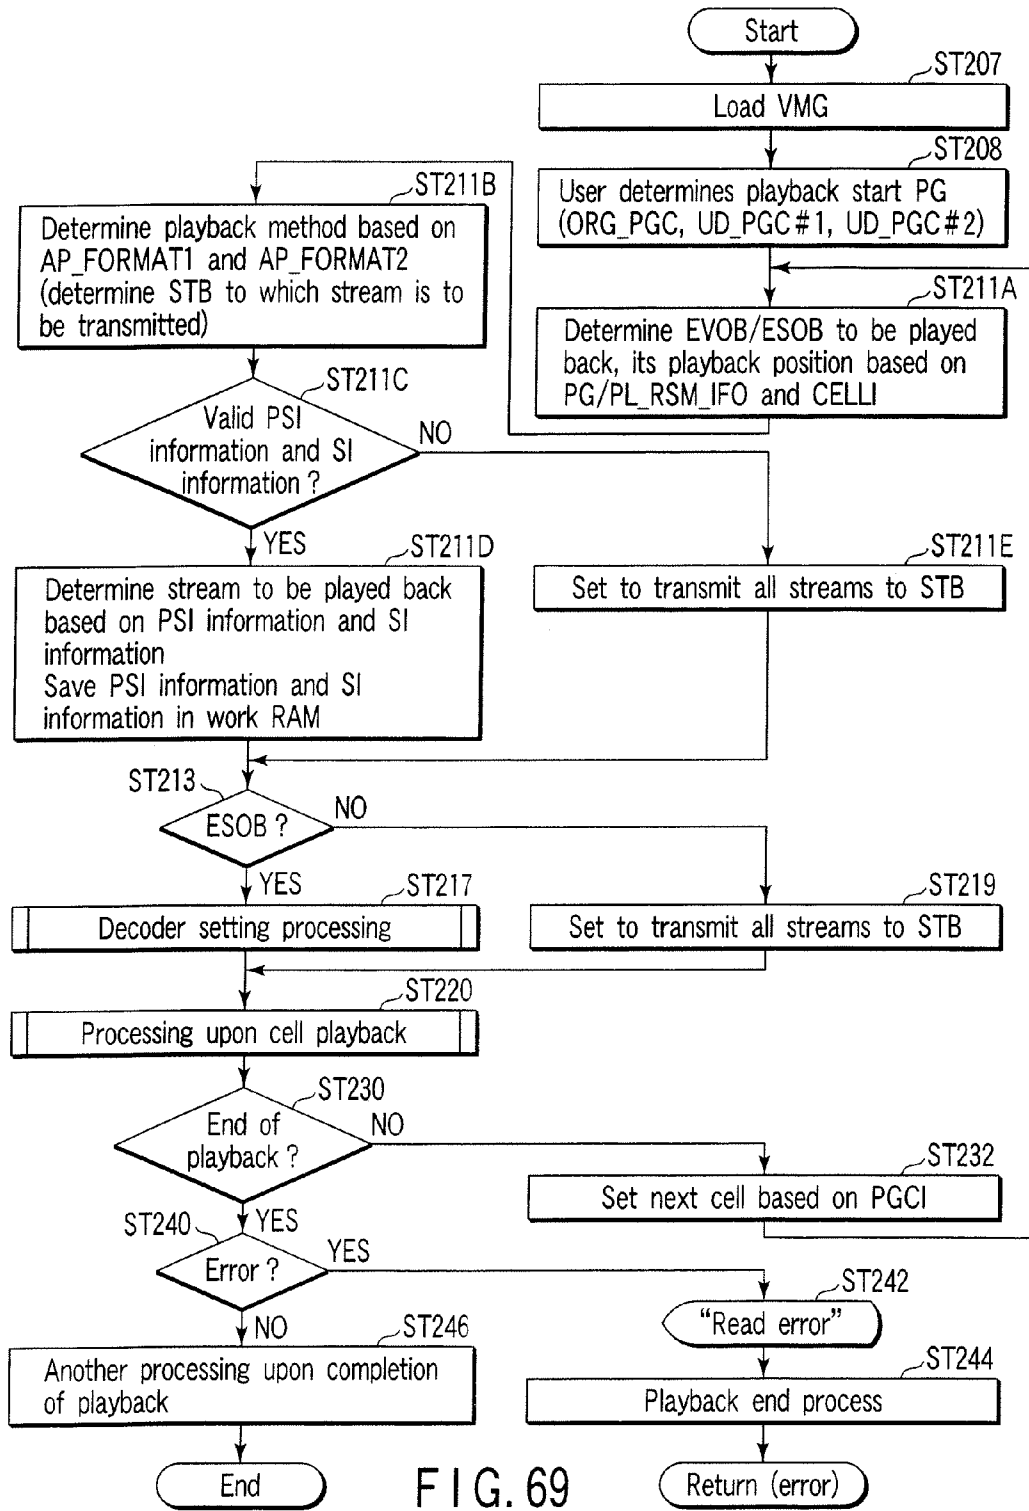 Start
ST207
Load VMG
ST208
User determines playback start PG
(ORG_PGC, UD_PGC#1, UD_PGC#2)
ST211A
Determine EVOB/ESOB to be played
back, its playback position based on
PG/PL_RSM_IFO and CELLI
ST211B
Determine playback method based on
AP_FORMAT1 and AP_FORMAT2
(determine STB to which stream is to
be transmitted)
ST211C
Valid PSI
information and SI
information ?
NO
YES
ST211D
Determine stream to be played back
based on PSI information and SI
information
Save PSI information and SI
information in work RAM
ST211E
Set to transmit all streams to STB
ST213
ESOB ?
NO
YES
ST217
Decoder setting processing
ST219
Set to transmit all streams to STB
ST220
Processing upon cell playback
ST230
End of
playback ?
NO
YES
ST232
Set next cell based on PGCI
ST240
Error ?
YES
NO
ST242
“Read error”
ST244
Playback end process
Return (error)
ST246
Another processing upon completion
of playback
End
FIG. 69